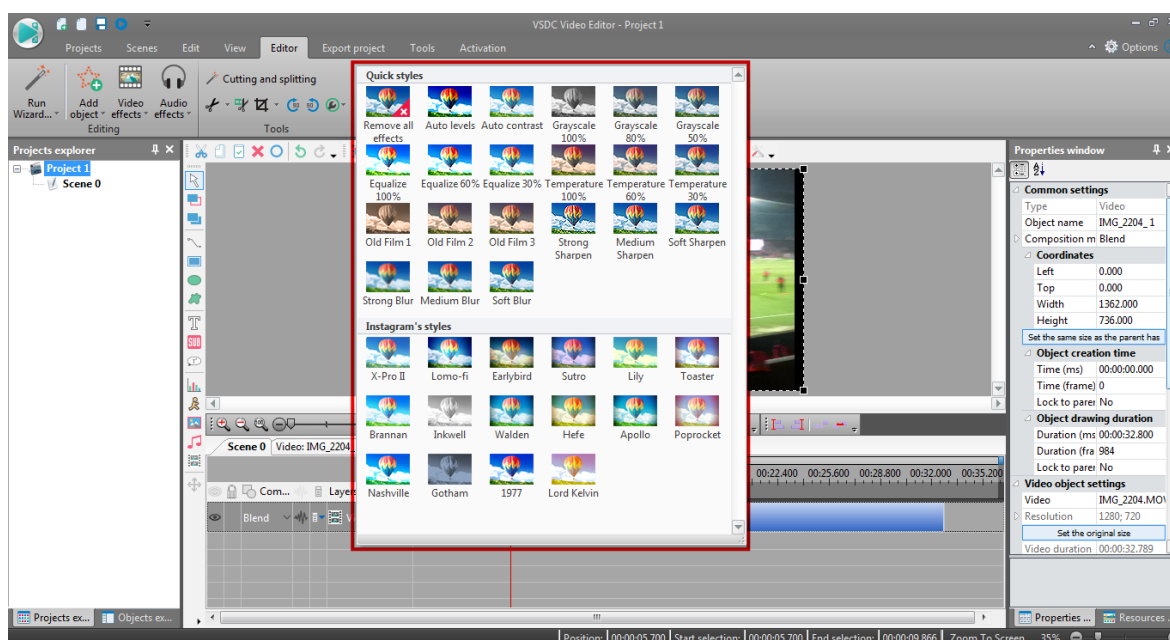 VSDC Video Editor - Project 1
Projects Scenes Edit View Editor Export project Tools Activation Options
Run Wizard...
Add object
Video effects
Audio effects
Editing
Cutting and splitting
Tools
Quick styles
Remove all effects
Auto levels
Auto contrast
Grayscale 100%
Grayscale 80%
Grayscale 50%
Equalize 100%
Equalize 60%
Equalize 30%
Temperature 100%
Temperature 60%
Temperature 30%
Old Film 1
Old Film 2
Old Film 3
Strong Sharpen
Medium Sharpen
Soft Sharpen
Strong Blur
Medium Blur
Soft Blur
Instagram's styles
X-Pro II
Lomo-fi
Earlybird
Sutro
Lily
Toaster
Brannan
Inkwell
Walden
Hefe
Apollo
Poprocket
Nashville
Gotham
1977
Lord Kelvin
Projects explorer
Project 1
Scene 0
T
SUB
Properties window
Common settings
Type Video
Object name IMG_2204_1
Composition m Blend
Coordinates
Left 0.000
Top 0.000
Width 1362.000
Height 736.000
Set the same size as the parent has
Object creation time
Time (ms) 00:00:00.000
Time (frame) 0
Lock to parer No
Object drawing duration
Duration (ms 00:00:32.800
Duration (fra 984
Lock to parer No
Video object settings
Video IMG_2204.MOV
Resolution 1280; 720
Set the original size
Video duration 00:00:32.789
Scene 0 Video: IMG_2204_
00:22.400 00:25.600 00:28.800 00:32.000 00:35.200
Com... Layer
Blend V
Projects ex... Objects ex...
Properties ... Resources
Position: 00:00:05.700 Start selection: 00:00:05.700 End selection: 00:00:09.866 Zoom To Screen 35%